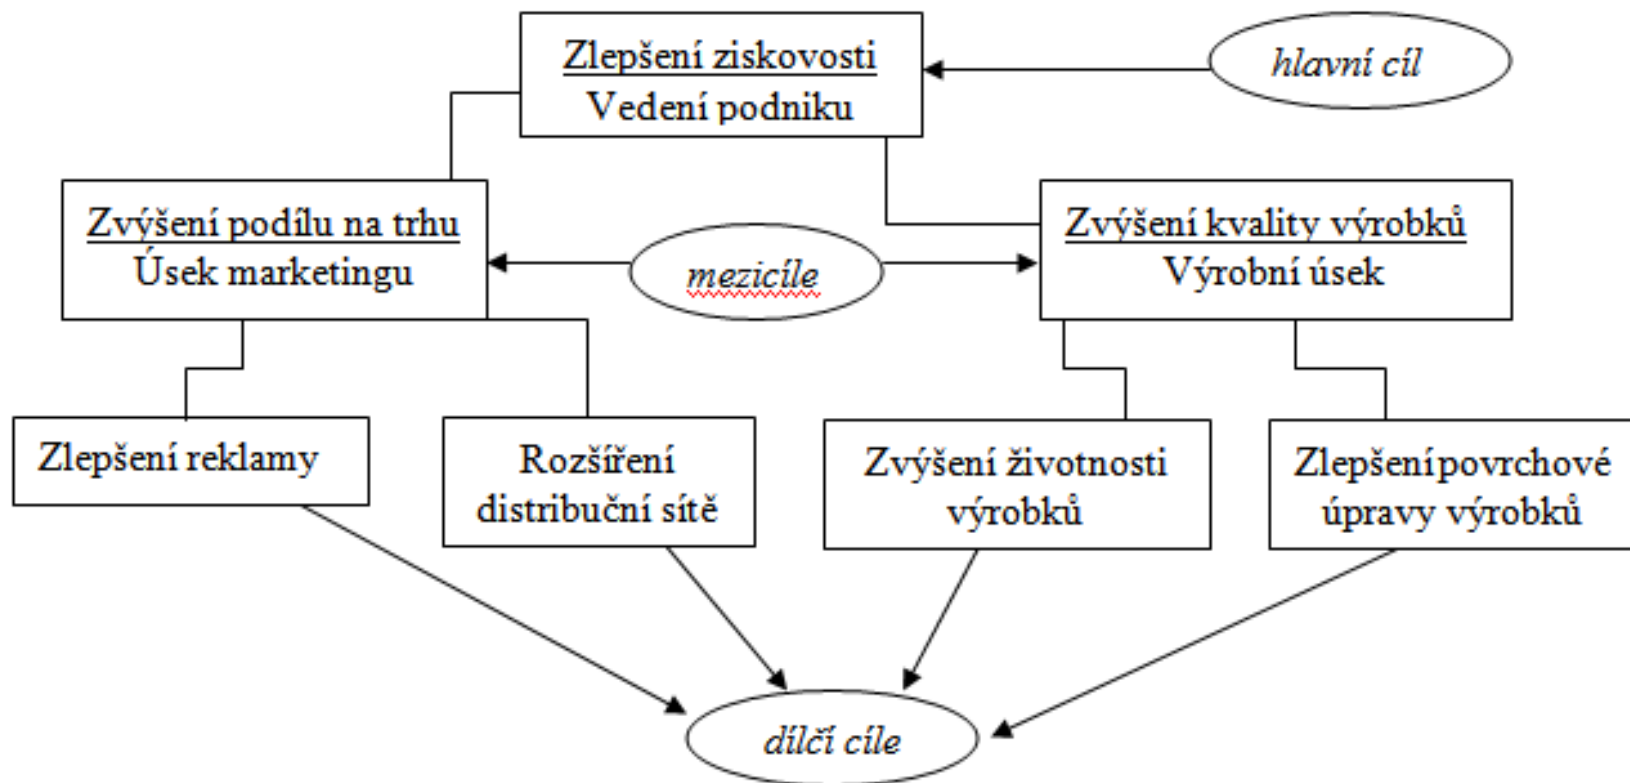 Zlepšení ziskovosti
Vedení podniku
hlavní cíl
Zvýšení podílu na trhu
Úsek marketingu
mezicíle
Zvýšení kvality výrobků
Výrobní úsek
Zlepšení reklamy
Rozšíření
distribuční sítě
Zvýšení životnosti
výrobků
Zlepšení povrchové
úpravy výrobků
dílčí cíle